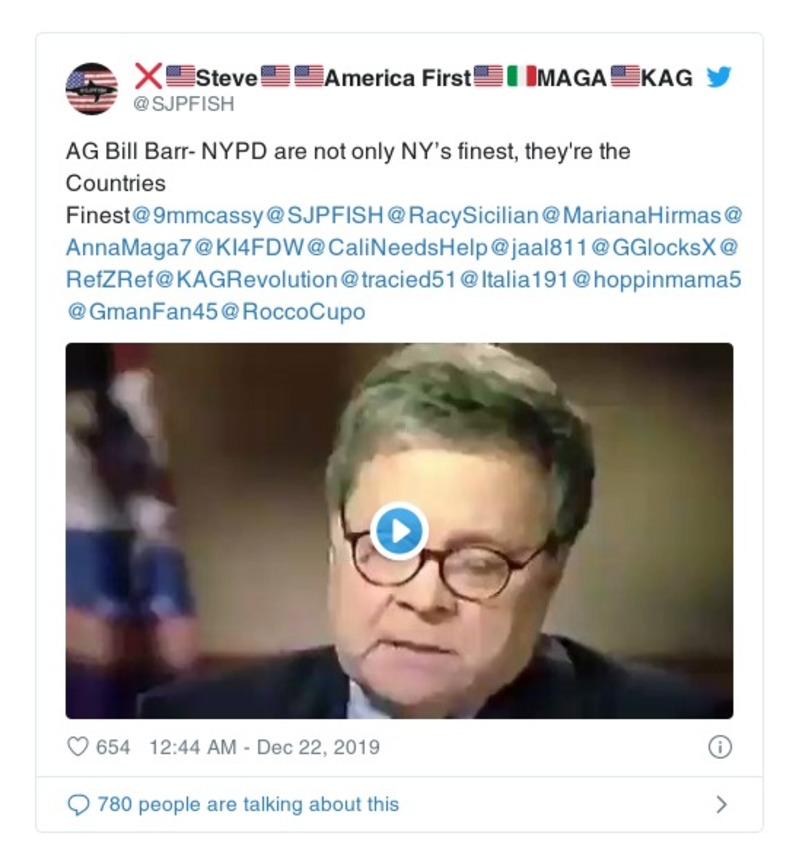 ❌🇺🇸Steve🇺🇸 🇺🇸America First🇺🇸🇮🇹MAGA🇺🇸KAG
@SJPFISH
AG Bill Barr- NYPD are not only NY’s finest, they're the
Countries
Finest@9mmcassy@SJPFISH@RacySicilian@MarianaHirmas@
AnnaMaga7@KI4FDW@CaliNeedsHelp@jaal811@GGlocksX@
RefZRef@KAGRevolution@tracied51@Italia191@hoppinmama5
@GmanFan45@RoccoCupo
654 12:44 AM - Dec 22, 2019
780 people are talking about this